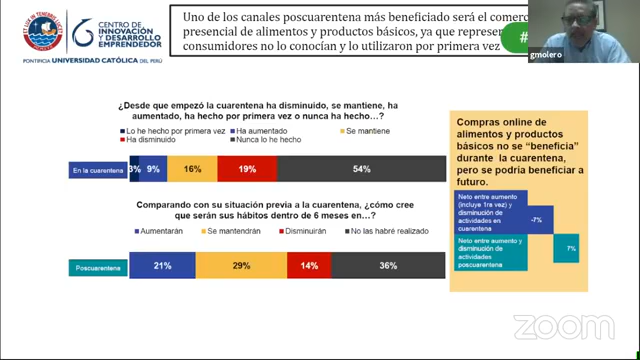 ET LUX IN TENEBRIS LUCET
CENTRO DE
INNOVACIÓN
Y DESARROLLO
EMPRENDEDOR
PONTIFICIA UNIVERSIDAD CATÓLICA DEL PERÚ
Uno de los canales poscuarentena más beneficiado será el comerc
presencial de alimentos y productos básicos, ya que represe
consumidores no lo conocían y lo utilizaron por primera vez
#
gmolero
¿Desde que empezó la cuarentena ha disminuido, se mantiene, ha
aumentado, ha hecho por primera vez o nunca ha hecho…?
Lo he hecho por primera vez
Ha aumentado
Se mantiene
Ha disminuido
Nunca lo he hecho
En la cuarentena
3%
9%
16%
19%
54%
Comparando con su situación previa a la cuarentena, ¿cómo cree
que serán sus hábitos dentro de 6 meses en…?
Aumentarán
Se mantendrán
Disminuirán
No las habré realizado
Poscuarentena
21%
29%
14%
36%
Compras online de
alimentos y productos
básicos no se “beneficia”
durante la cuarentena,
pero se podría beneficiar a
futuro.
Neto entre aumento
(incluye 1ra vez) y
disminución de
actividades en
cuarentena
-7%
Neto entre aumento y
disminución de
actividades
poscuarentena
7%
zoom